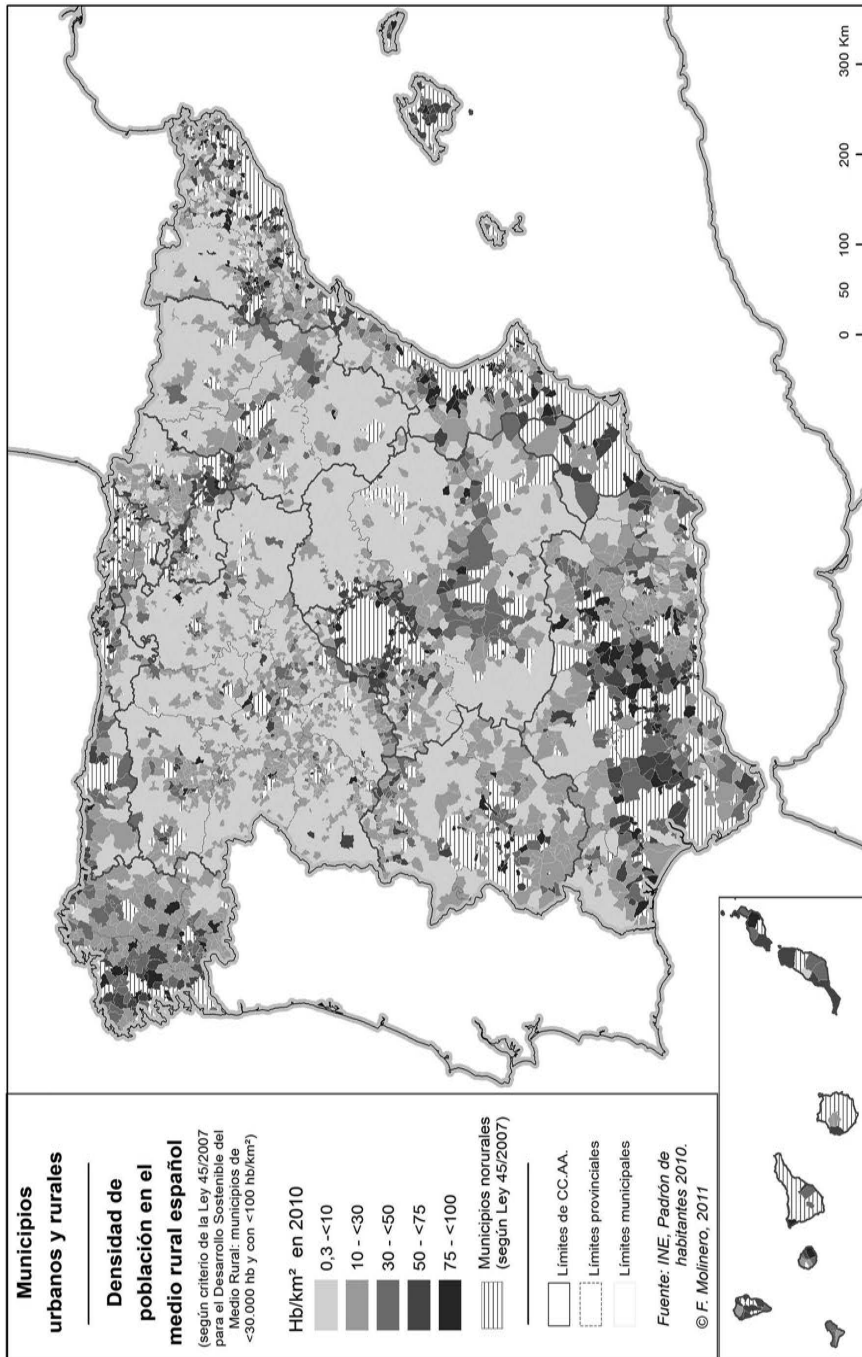 Municipios
urbanos y rurales
Densidad de
población en el
medio rural español
(según criterio de la Ley 45/2007
para el Desarrollo Sostenible del
Medio Rural: municipios de
<30.000 hb y con <100 hb/km²)
Hb/km² en 2010
0,3 - <10
10 - <30
30 - <50
50 - <75
75 - <100
Municipios norurales
(según Ley 45/2007)
Límites de CC.AA.
Límites provinciales
Límites municipales
Fuente: INE, Padrón de
habitantes 2010.
© F. Molinero, 2011
0 50 100 200 300 Km